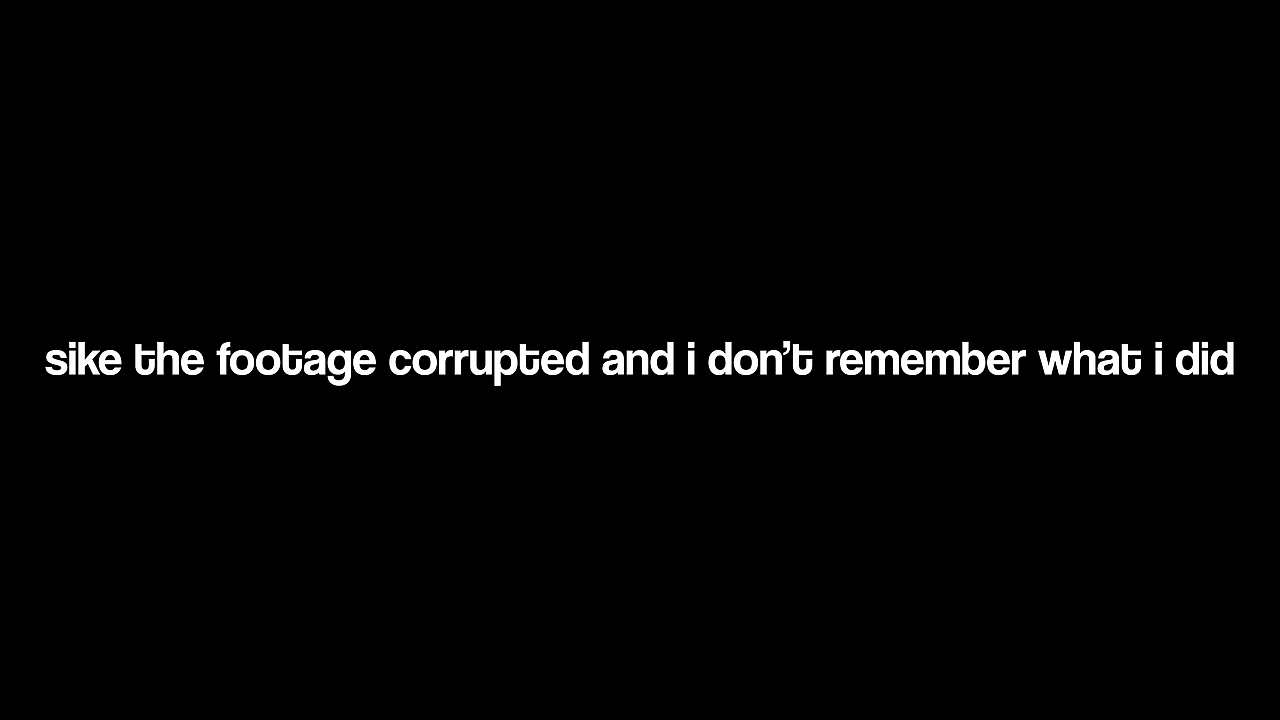 sike the footage corrupted and i don’t remember what i did